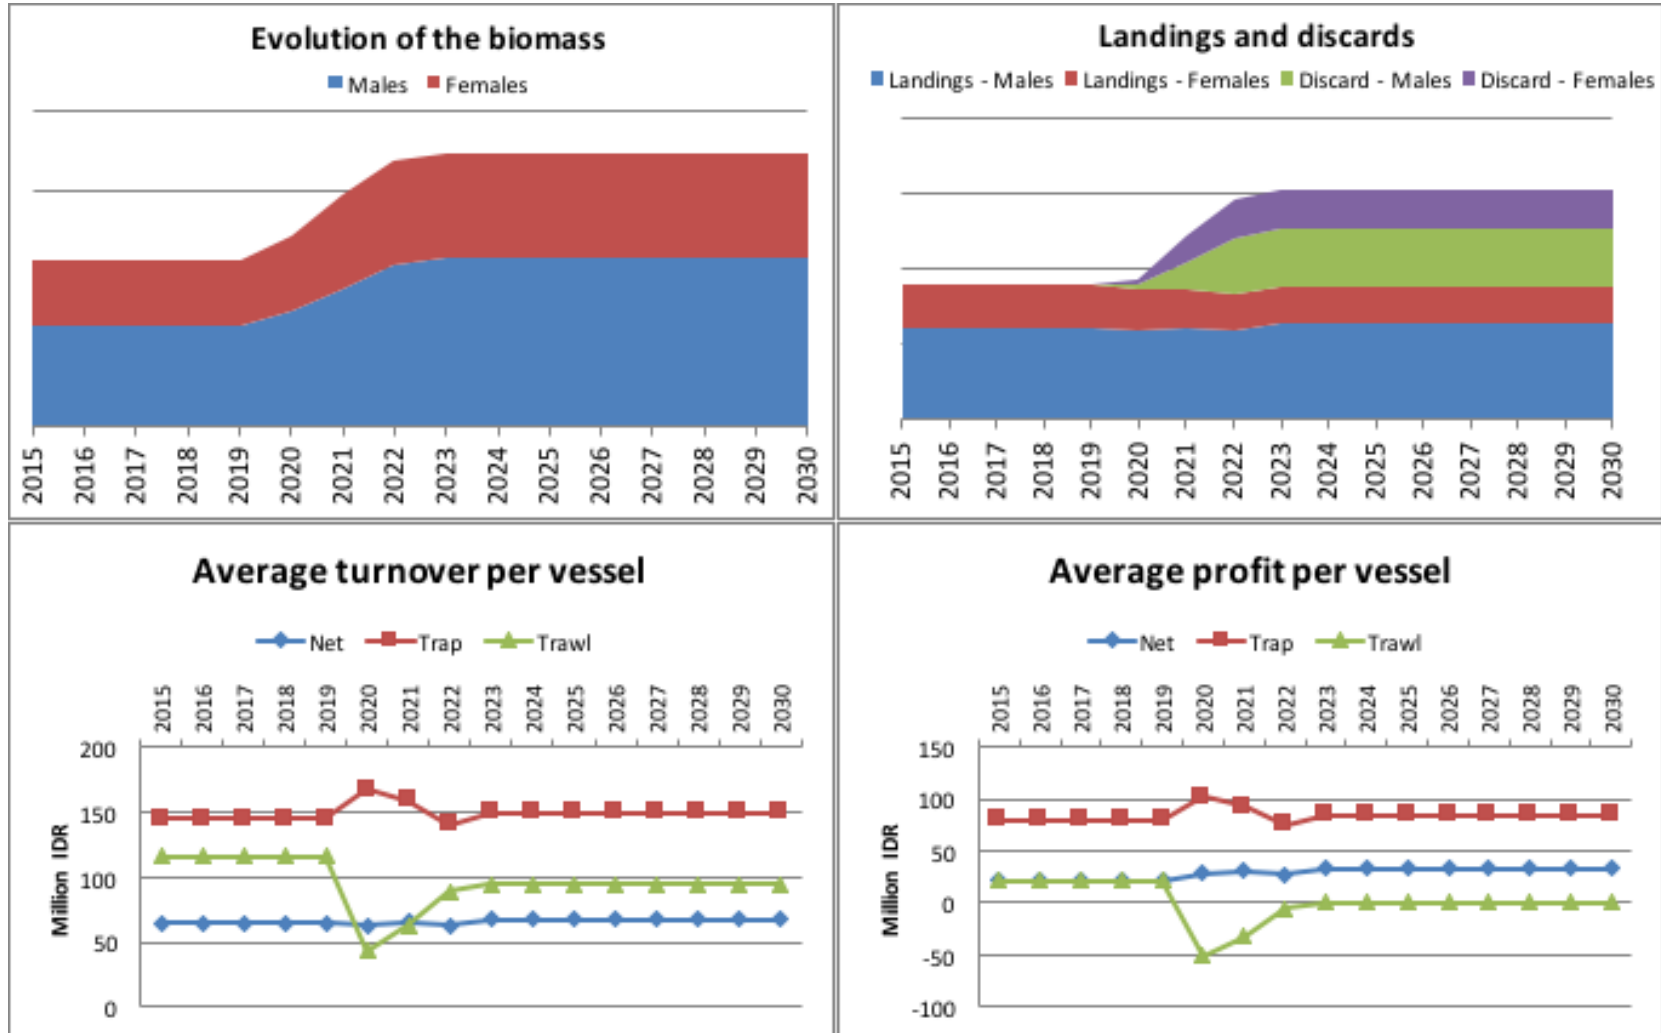 Evolution of the biomass
Males Females
2015 2016 2017 2018 2019 2020 2021 2022 2023 2024 2025 2026 2027 2028 2029 2030
Landings and discards
Landings - Males Landings - Females Discard - Males Discard - Females
2015 2016 2017 2018 2019 2020 2021 2022 2023 2024 2025 2026 2027 2028 2029 2030
Average turnover per vessel
Net Trap Trawl
2015 2016 2017 2018 2019 2020 2021 2022 2023 2024 2025 2026 2027 2028 2029 2030
200
150
100
50
0
Million IDR
Average profit per vessel
Net Trap Trawl
2015 2016 2017 2018 2019 2020 2021 2022 2023 2024 2025 2026 2027 2028 2029 2030
150
100
50
0
-50
-100
Million IDR